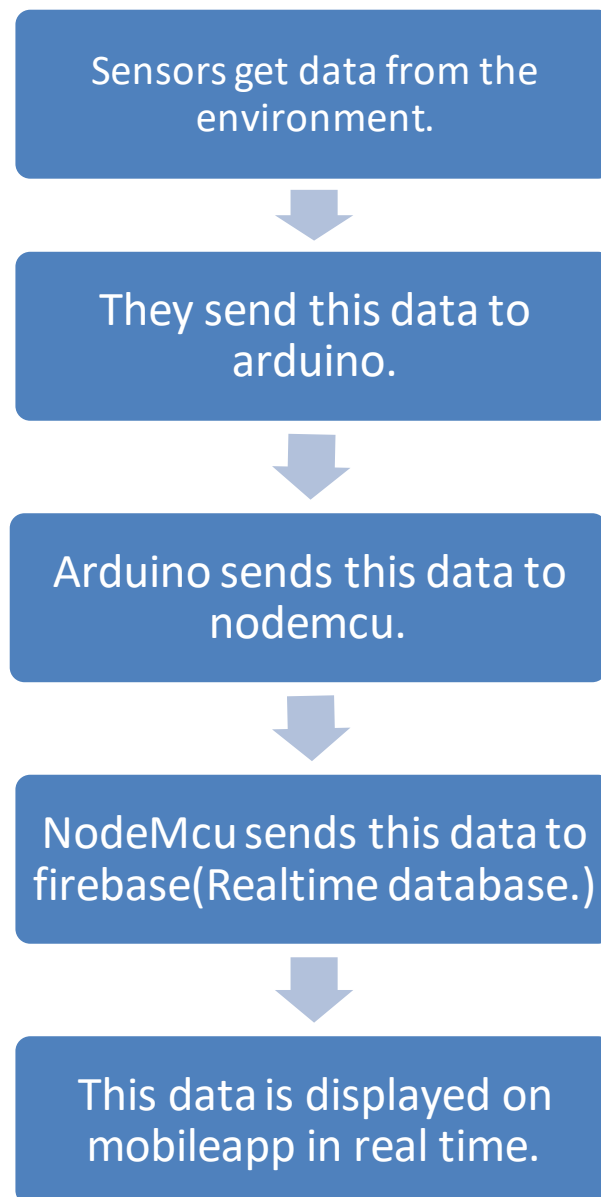 Sensors get data from the
environment.
They send this data to
arduino.
Arduino sends this data to
nodemcu.
NodeMcu sends this data to
firebase(Realtime database.)
This data is displayed on
mobileapp in real time.